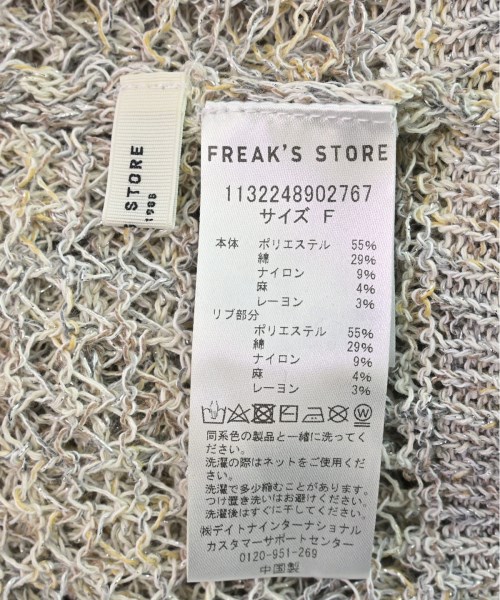 STORE
1986
FREAK'S STORE
1132248902767
サイズ F
本体 ポリエステル 55%
綿 29%
ナイロン 9%
麻 4%
レーヨン 3%
リブ部分
ポリエステル 55%
綿 29%
ナイロン 9%
麻 4%
レーヨン 3%
同系色の製品と一緒に洗ってく
ださい。
洗濯の際はネットをご使用くだ
さい。
洗濯で多少縮むことがあります。
つけ置き洗いはお避けください。
洗濯後はすぐに干してください。
㈱デイトナインターナショナル
カスタマーサポートセンター
0120-951-269
中国製